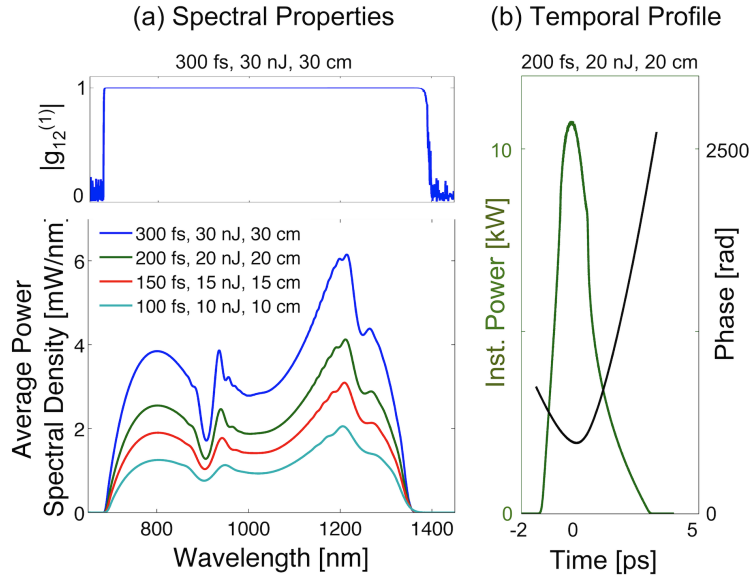 (a) Spectral Properties
300 fs, 30 nJ, 30 cm
1
0
|g12(1)|
300 fs, 30 nJ, 30 cm
200 fs, 20 nJ, 20 cm
150 fs, 15 nJ, 15 cm
100 fs, 10 nJ, 10 cm
6
4
2
0
Average Power
Spectral Density [mW/nm]
800 1000 1200 1400
Wavelength [nm]
(b) Temporal Profile
200 fs, 20 nJ, 20 cm
10
0
Inst. Power [kW]
2500
0
Phase [rad]
-2 0 5
Time [ps]